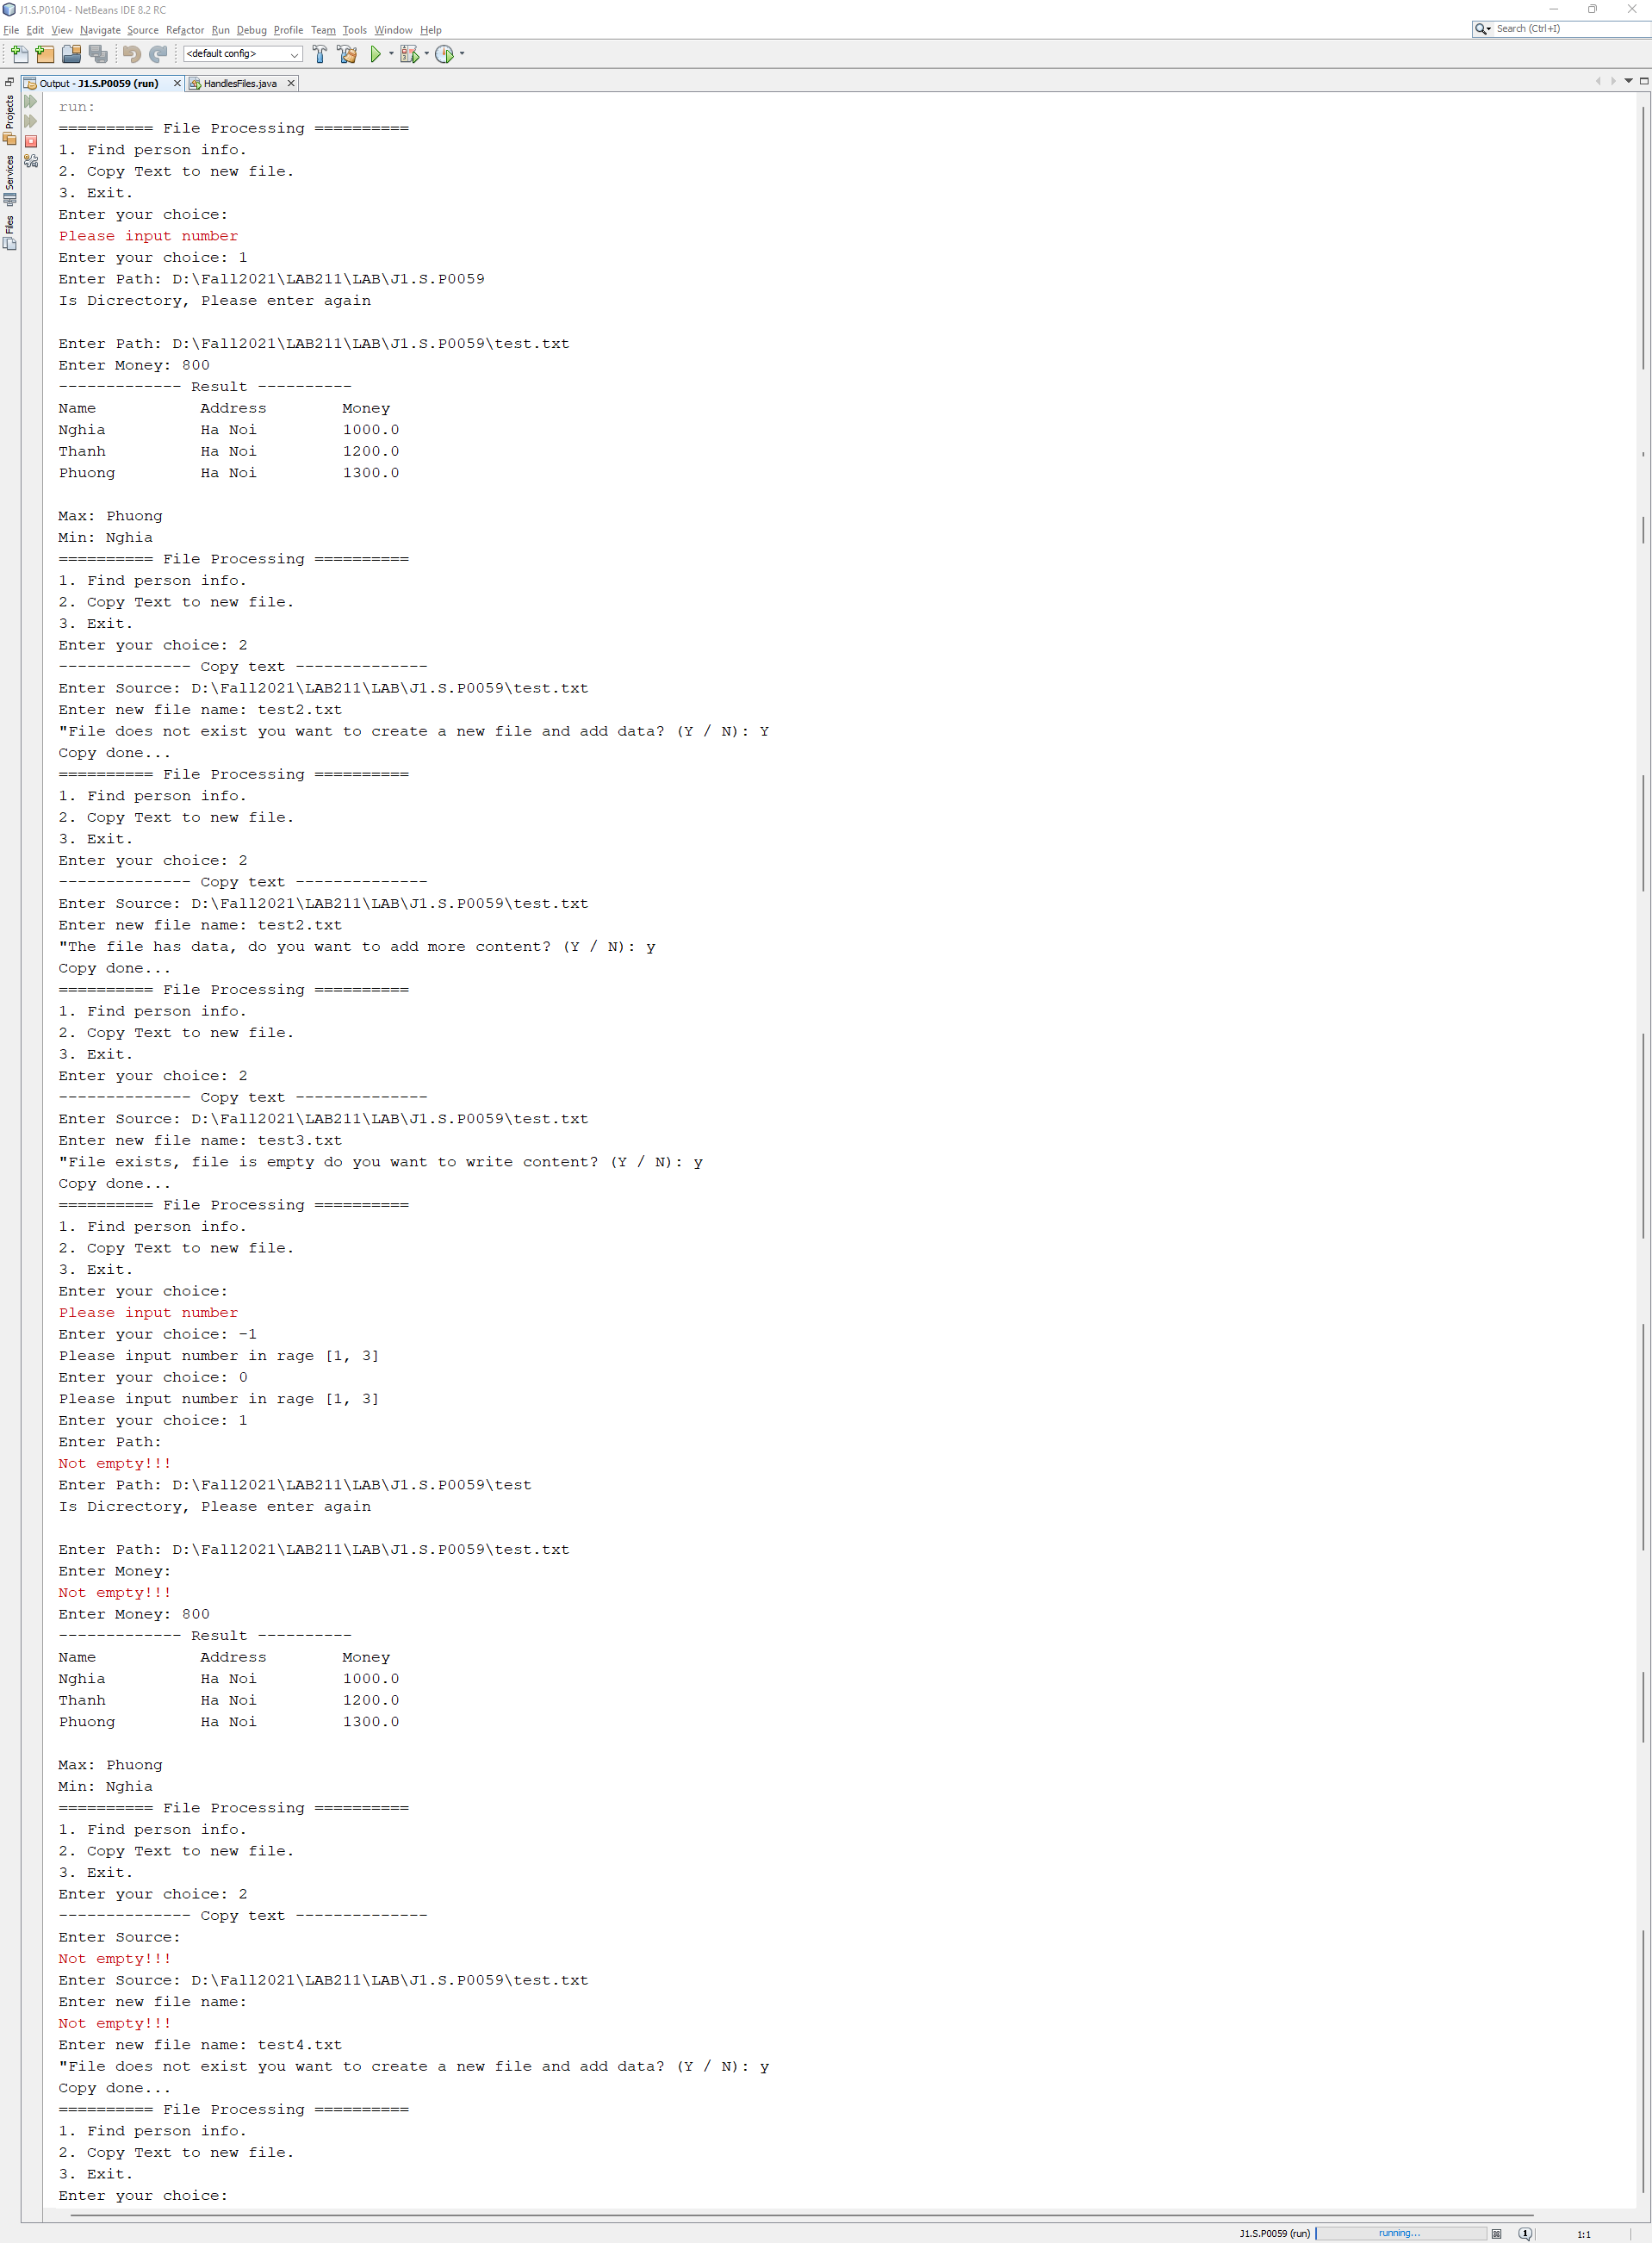 J1.S.P0104 - NetBeans IDE 8.2 RC
File Edit View Navigate Source Refactor Run Debug Profile Team Tools Window Help
Search (Ctrl+I)
<default config>
Output - J1.S.P0059 (run) HandlesFiles.java
Projects
Services
Files
run:
========== File Processing ==========
1. Find person info.
2. Copy Text to new file.
3. Exit.
Enter your choice:
Please input number
Enter your choice: 1
Enter Path: D:\Fall2021\LAB211\LAB\J1.S.P0059
Is Dicrectory, Please enter again
Enter Path: D:\Fall2021\LAB211\LAB\J1.S.P0059\test.txt
Enter Money: 800
------------- Result ----------
Name Address Money
Nghia Ha Noi 1000.0
Thanh Ha Noi 1200.0
Phuong Ha Noi 1300.0
Max: Phuong
Min: Nghia
========== File Processing ==========
1. Find person info.
2. Copy Text to new file.
3. Exit.
Enter your choice: 2
-------------- Copy text --------------
Enter Source: D:\Fall2021\LAB211\LAB\J1.S.P0059\test.txt
Enter new file name: test2.txt
"File does not exist you want to create a new file and add data? (Y / N): Y
Copy done...
========== File Processing ==========
1. Find person info.
2. Copy Text to new file.
3. Exit.
Enter your choice: 2
-------------- Copy text --------------
Enter Source: D:\Fall2021\LAB211\LAB\J1.S.P0059\test.txt
Enter new file name: test2.txt
"The file has data, do you want to add more content? (Y / N): y
Copy done...
========== File Processing ==========
1. Find person info.
2. Copy Text to new file.
3. Exit.
Enter your choice: 2
-------------- Copy text --------------
Enter Source: D:\Fall2021\LAB211\LAB\J1.S.P0059\test.txt
Enter new file name: test3.txt
"File exists, file is empty do you want to write content? (Y / N): y
Copy done...
========== File Processing ==========
1. Find person info.
2. Copy Text to new file.
3. Exit.
Enter your choice:
Please input number
Enter your choice: -1
Please input number in rage [1, 3]
Enter your choice: 0
Please input number in rage [1, 3]
Enter your choice: 1
Enter Path:
Not empty!!!
Enter Path: D:\Fall2021\LAB211\LAB\J1.S.P0059\test
Is Dicrectory, Please enter again
Enter Path: D:\Fall2021\LAB211\LAB\J1.S.P0059\test.txt
Enter Money:
Not empty!!!
Enter Money: 800
------------- Result ----------
Name Address Money
Nghia Ha Noi 1000.0
Thanh Ha Noi 1200.0
Phuong Ha Noi 1300.0
Max: Phuong
Min: Nghia
========== File Processing ==========
1. Find person info.
2. Copy Text to new file.
3. Exit.
Enter your choice: 2
-------------- Copy text --------------
Enter Source:
Not empty!!!
Enter Source: D:\Fall2021\LAB211\LAB\J1.S.P0059\test.txt
Enter new file name:
Not empty!!!
Enter new file name: test4.txt
"File does not exist you want to create a new file and add data? (Y / N): y
Copy done...
========== File Processing ==========
1. Find person info.
2. Copy Text to new file.
3. Exit.
Enter your choice:
J1.S.P0059 (run) running... 1 1:1